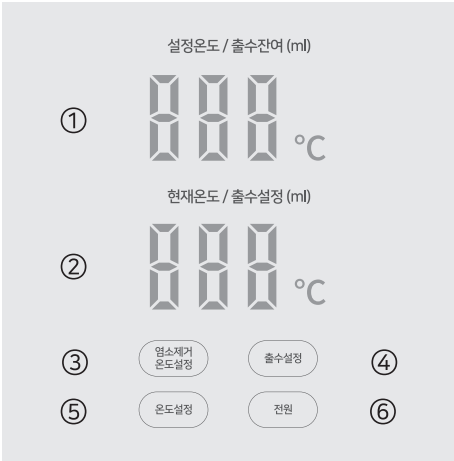 설정온도 / 출수잔여 (ml)
① 888 °C
현재온도 / 출수설정 (ml)
② 888 °C
③ 염소제거
온도설정
출수설정 ④
⑤ 온도설정 전원 ⑥